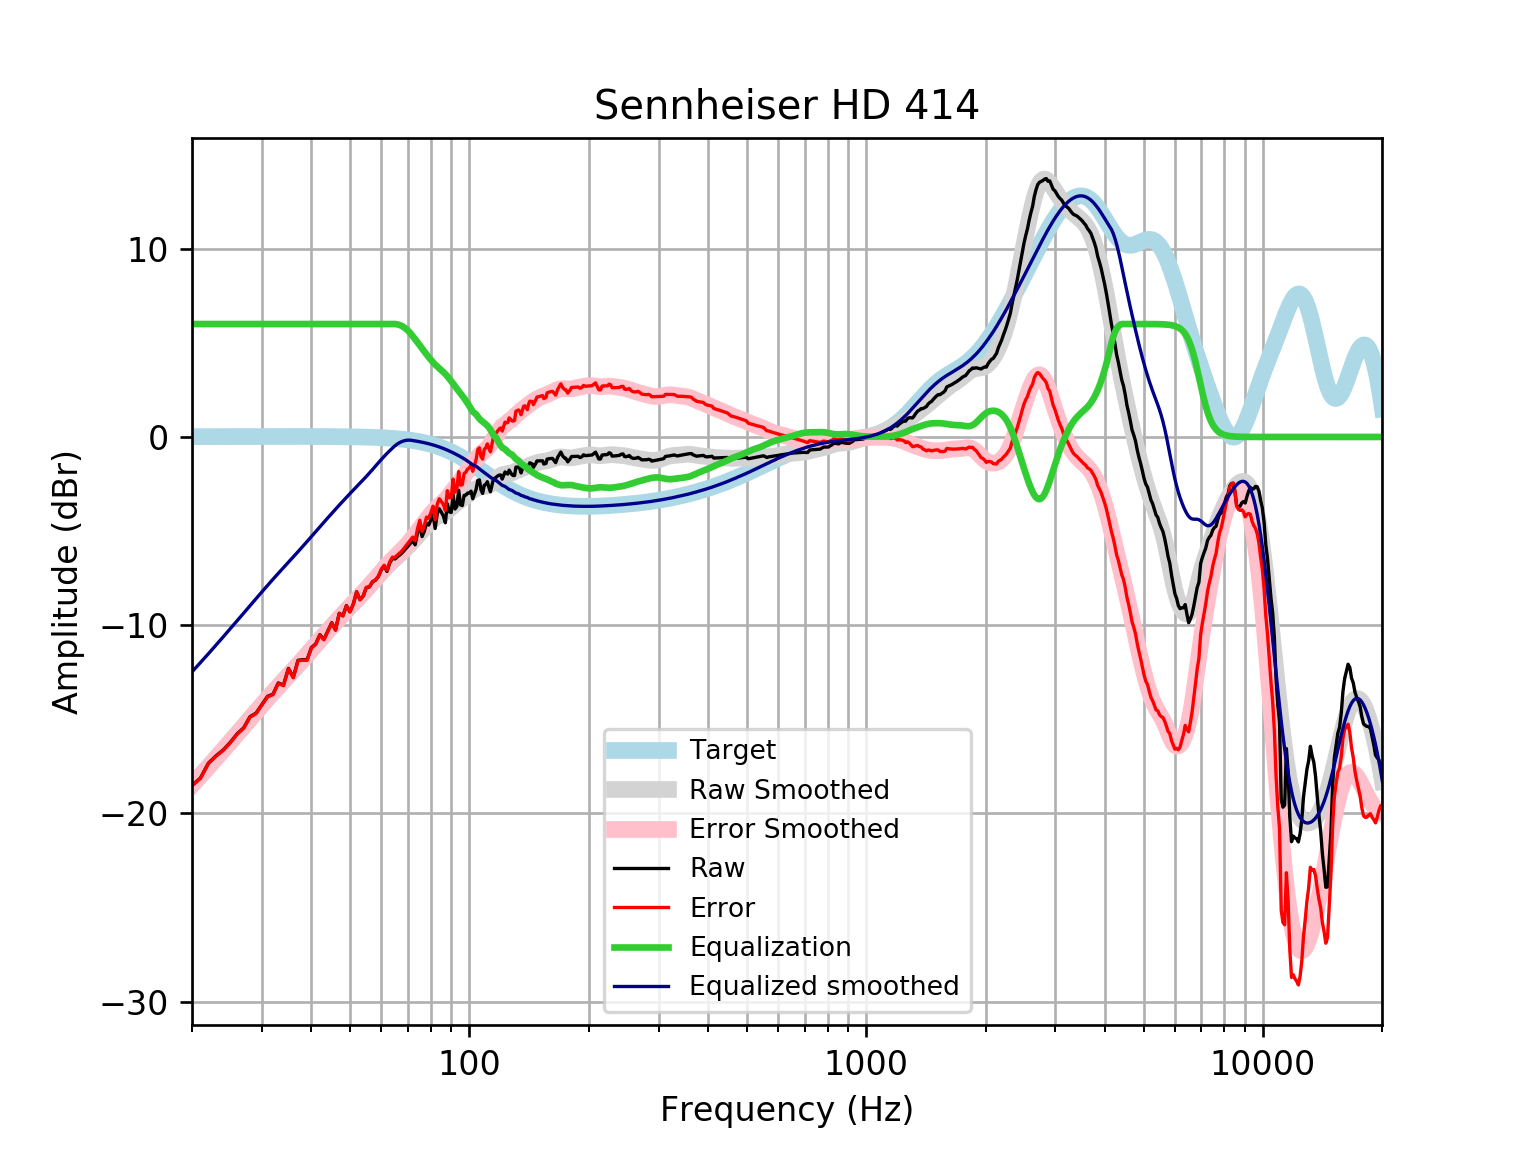 Sennheiser HD 414
Amplitude (dBr)
10
0
−10
−20
−30
Target
Raw Smoothed
Error Smoothed
Raw
Error
Equalization
Equalized smoothed
100
1000
10000
Frequency (Hz)